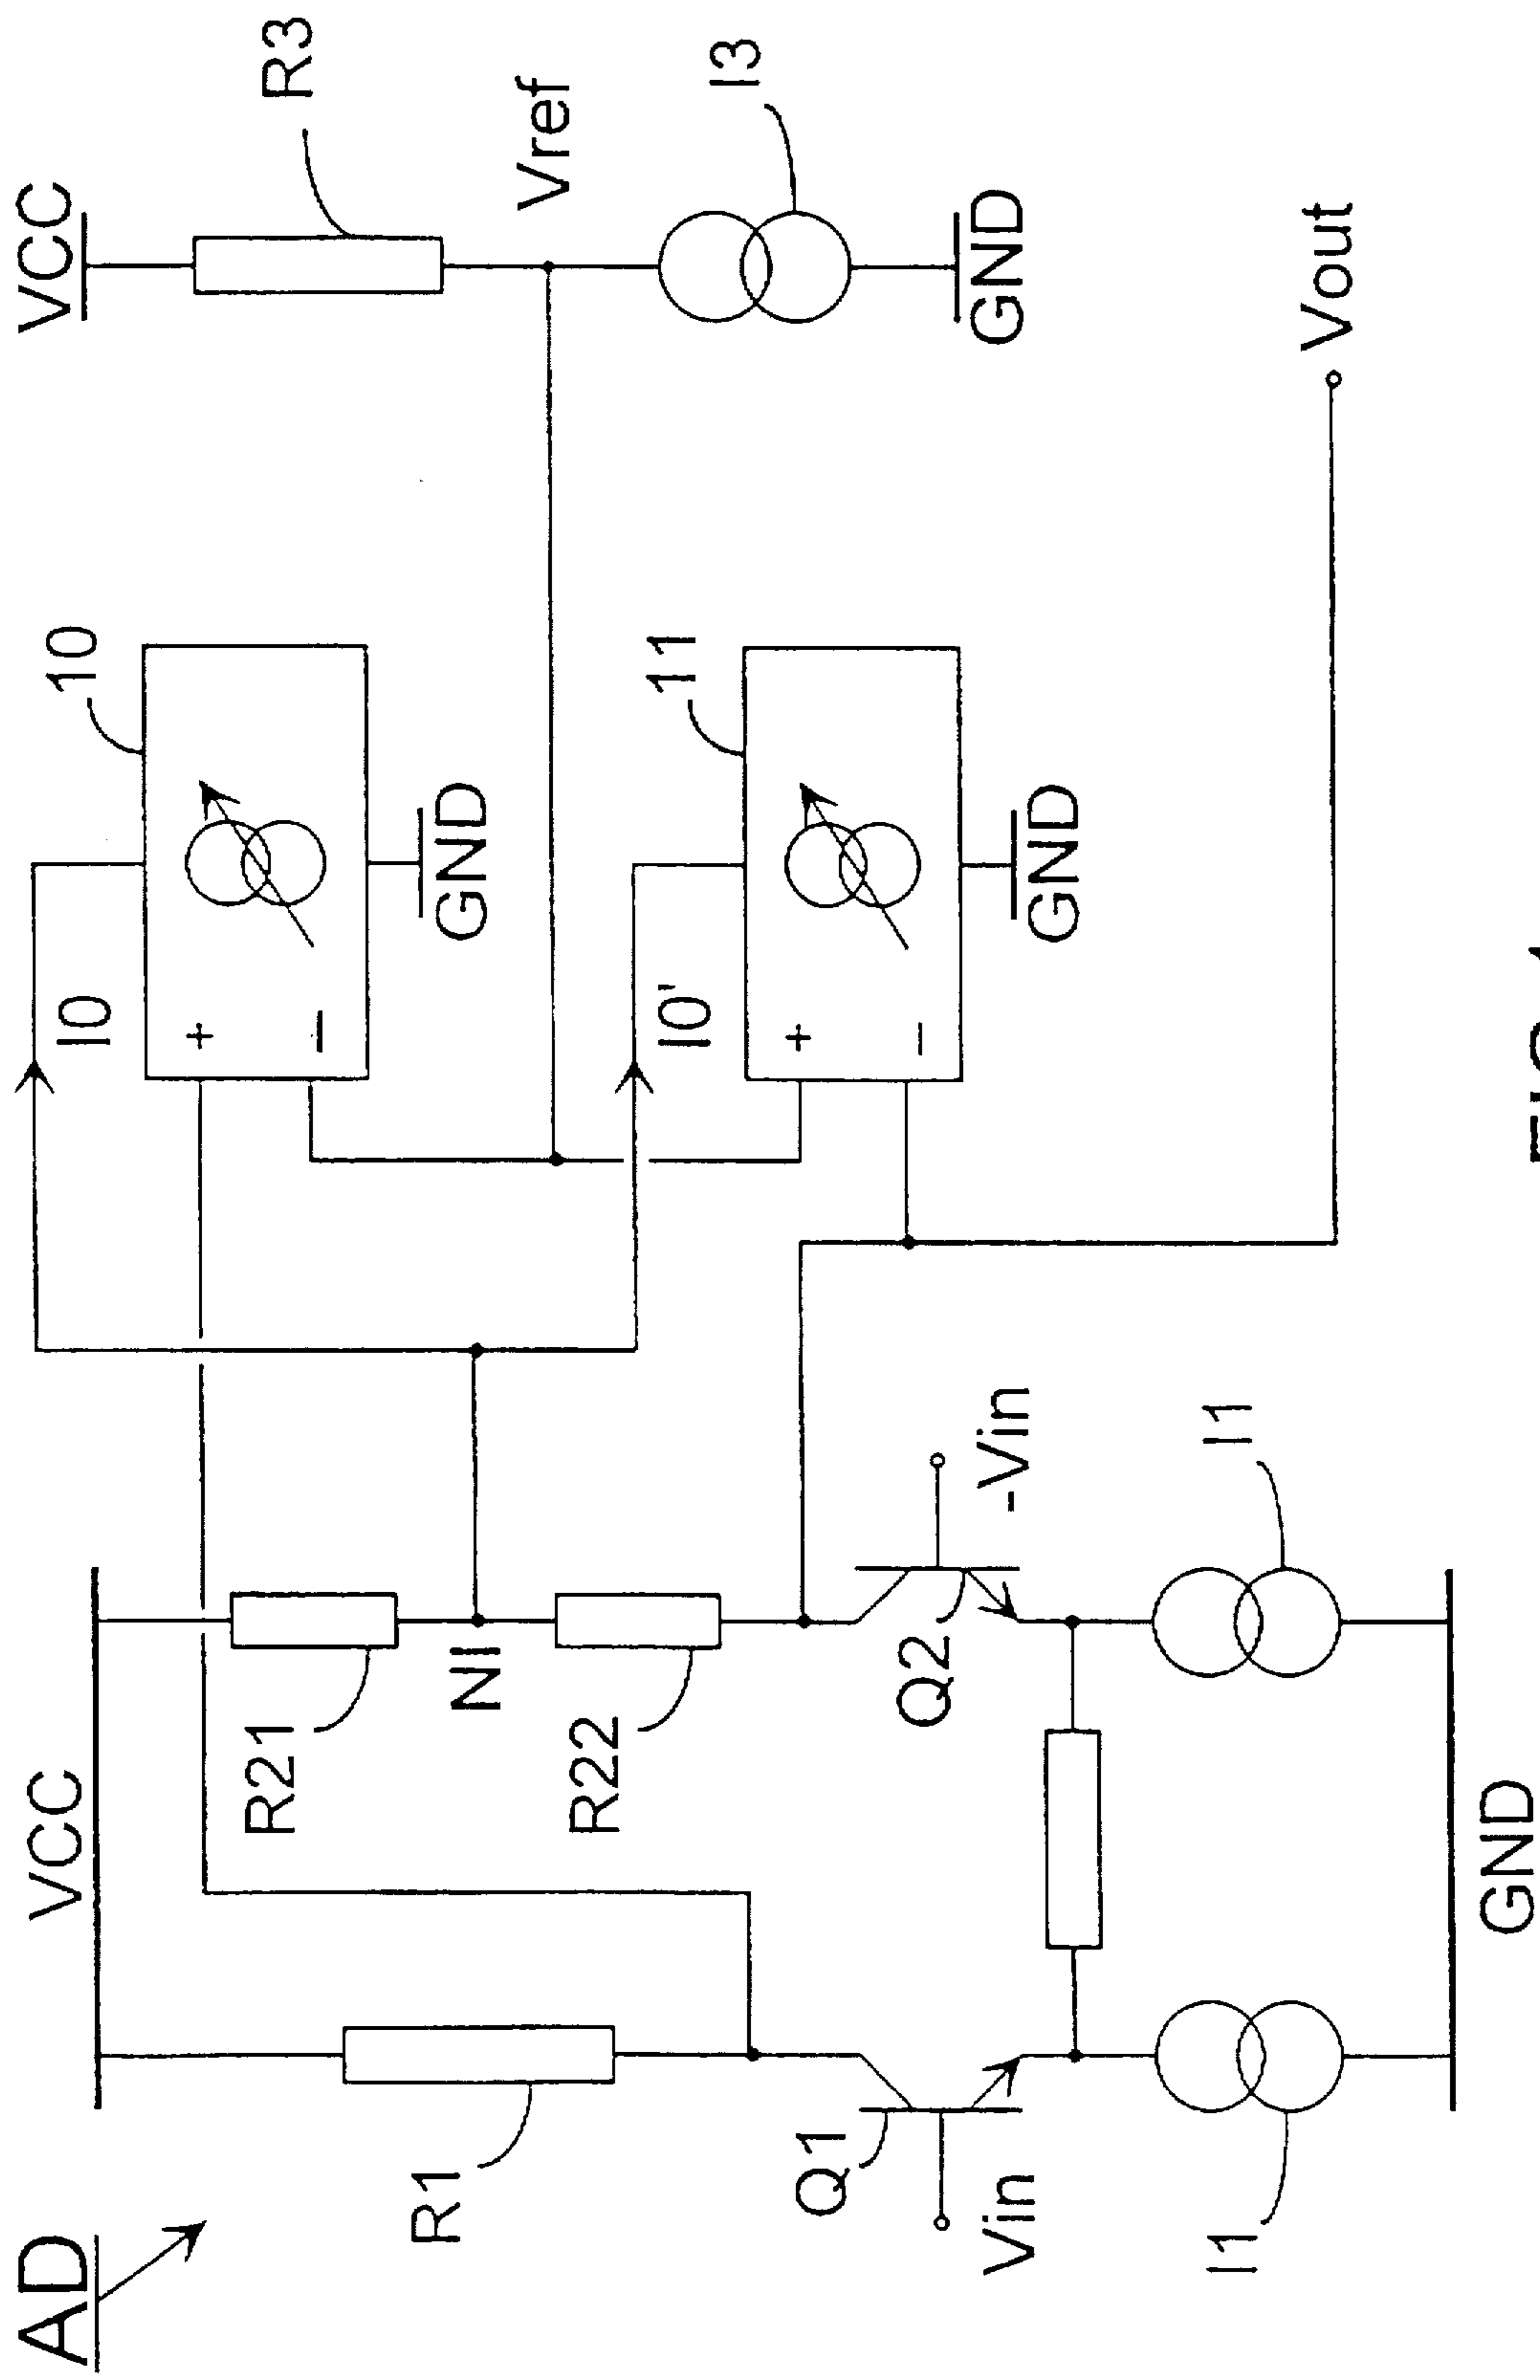 AD
VCC
R1
R21
NI
R22
Q1
Vin
Q2
-Vin
I1
I1
GND
I0
10
+
−
GND
I0'
11
+
−
GND
VCC
R3
Vref
I3
GND
Vout